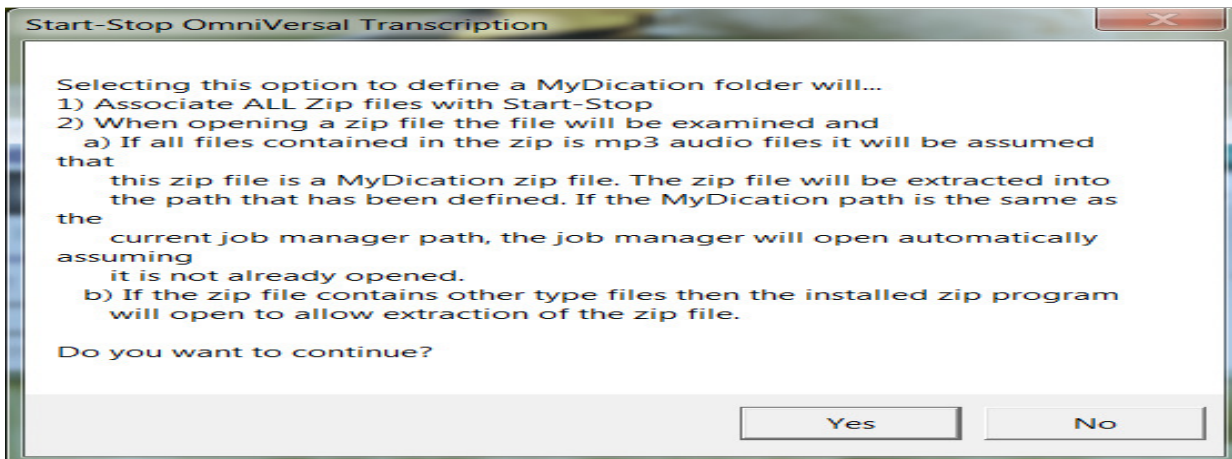 Start-Stop OmniVersal Transcription
Selecting this option to define a MyDication folder will...
1) Associate ALL Zip files with Start-Stop
2) When opening a zip file the file will be examined and
a) If all files contained in the zip is mp3 audio files it will be assumed
that
this zip file is a MyDication zip file. The zip file will be extracted into
the path that has been defined. If the MyDication path is the same as
the
current job manager path, the job manager will open automatically
assuming
it is not already opened.
b) If the zip file contains other type files then the installed zip program
will open to allow extraction of the zip file.
Do you want to continue?
Yes No